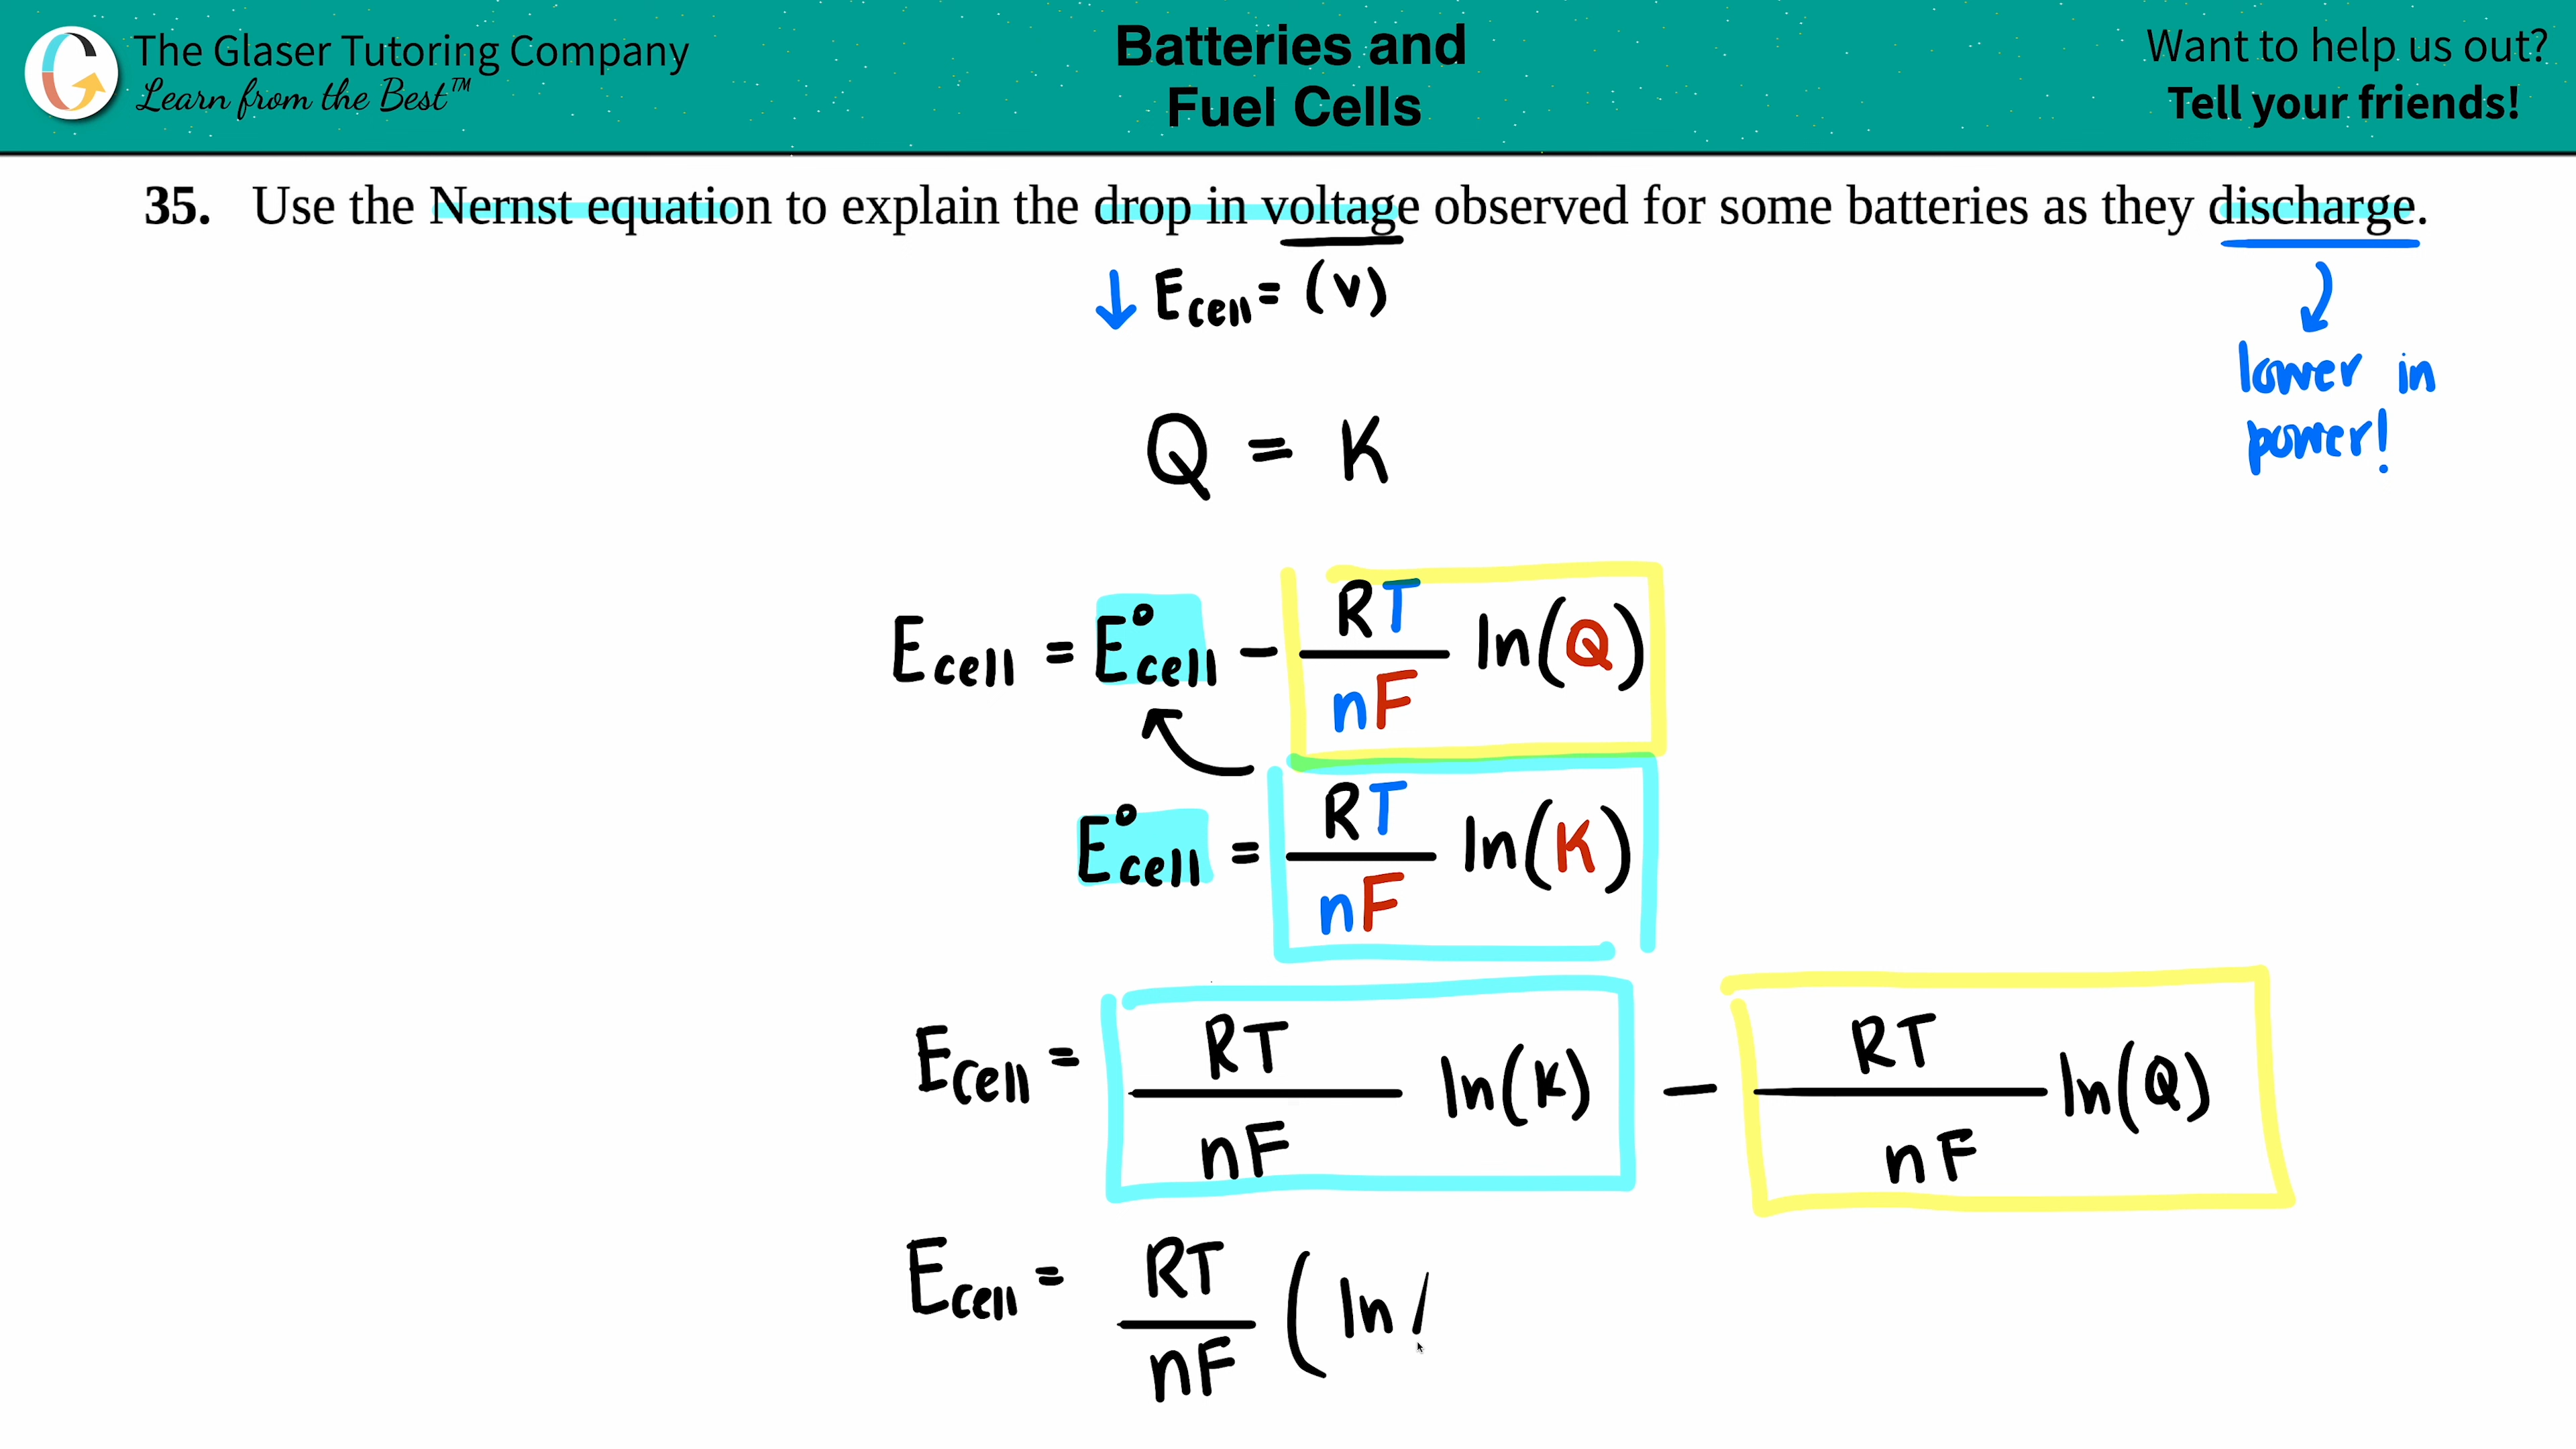 The Glaser Tutoring Company
Learn from the Best™
Batteries and
Fuel Cells
Want to help us out?
Tell your friends!
35. Use the Nernst equation to explain the drop in voltage observed for some batteries as they discharge.
↓ Ecell = (V)
lower in
power!
Q = K
Ecell = E°cell − RT/nF ln(Q)
E°cell = RT/nF ln(K)
Ecell = RT/nF ln(K) − RT/nF ln(Q)
Ecell = RT/nF ( ln